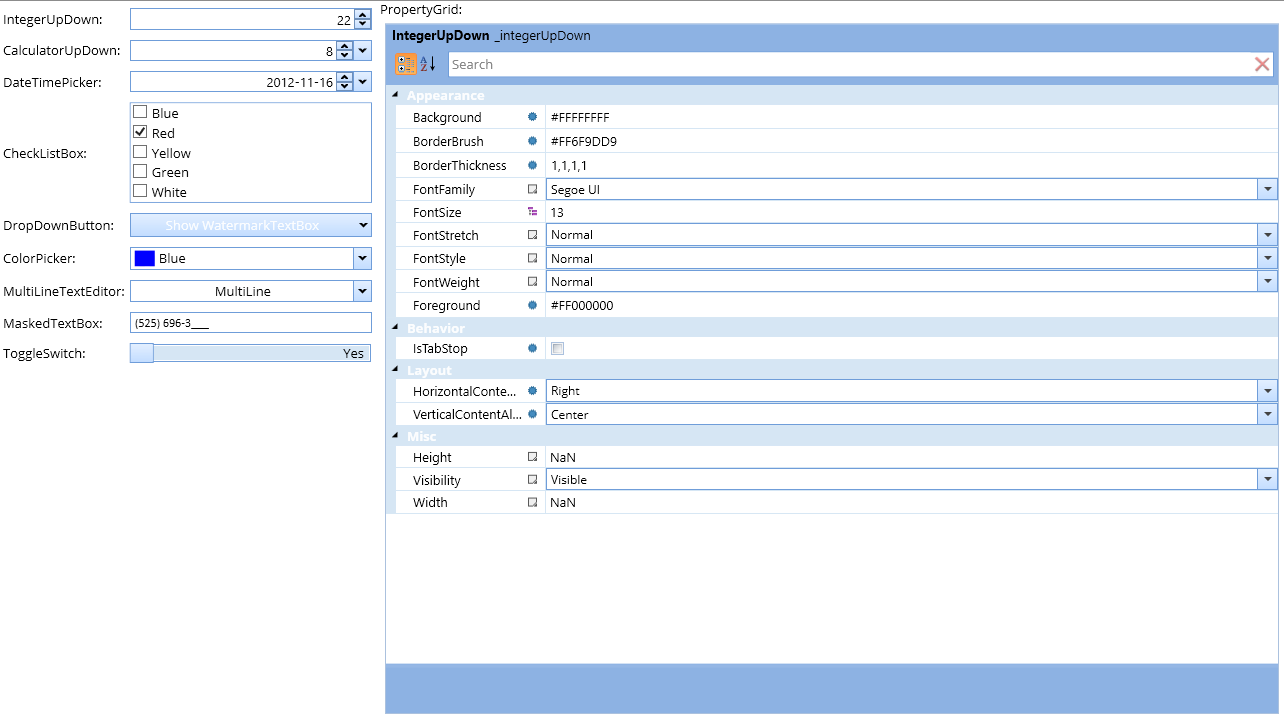 IntegerUpDown: 22
CalculatorUpDown: 8
DateTimePicker: 2012-11-16
CheckListBox:
Blue
Red
Yellow
Green
White
DropDownButton: Show WatermarkTextBox
ColorPicker: Blue
MultiLineTextEditor: MultiLine
MaskedTextBox: (525) 696-3____
ToggleSwitch: Yes
PropertyGrid:
IntegerUpDown _integerUpDown
A
Z
Search
Appearance
Background #FFFFFFFF
BorderBrush #FF6F9DD9
BorderThickness 1,1,1,1
FontFamily Segoe UI
FontSize 13
FontStretch Normal
FontStyle Normal
FontWeight Normal
Foreground #FF000000
Behavior
IsTabStop
Layout
HorizontalConte... Right
VerticalContentAl... Center
Misc
Height NaN
Visibility Visible
Width NaN